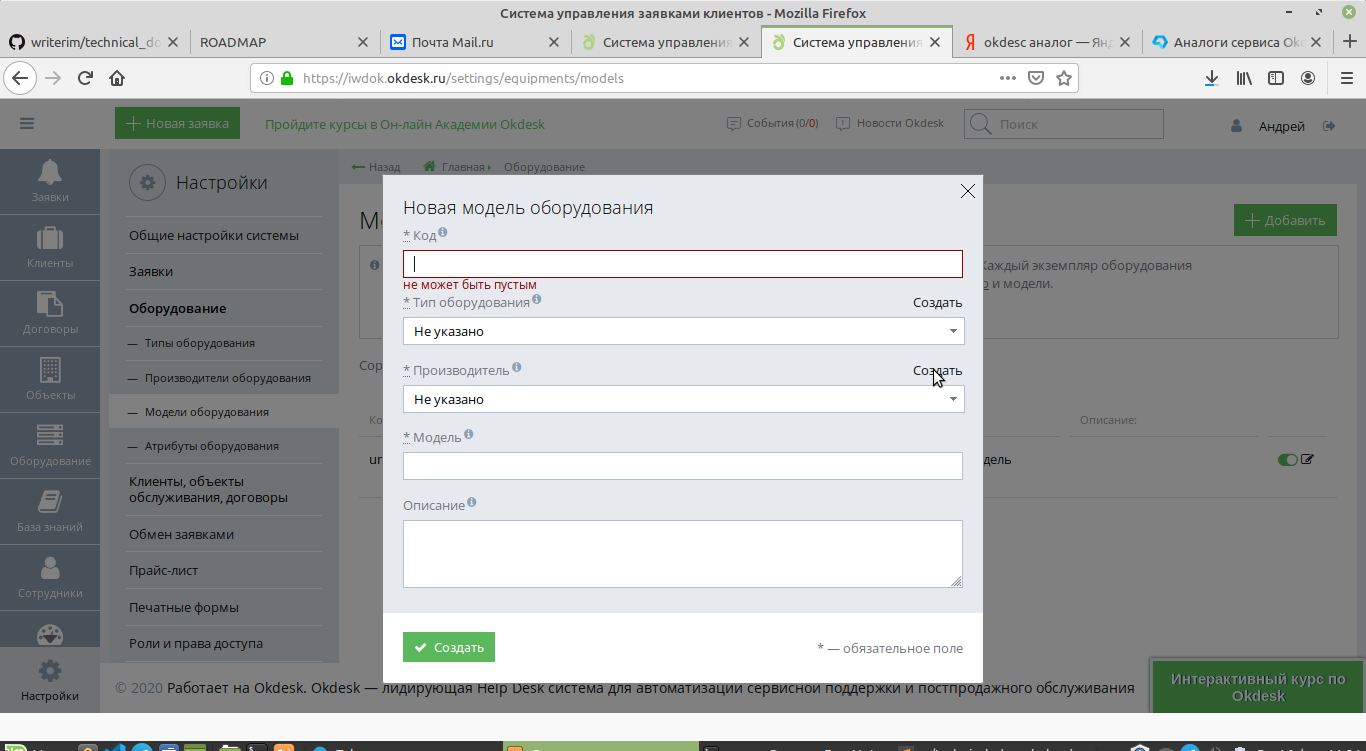 Система управления заявками клиентов - Mozilla Firefox
writerim/technical_do
ROADMAP
Почта Mail.ru
Система управления
Система управления
okdesc аналог — Янд
Аналоги сервиса Okd
https://iwdok.okdesk.ru/settings/equipments/models
Новая заявка
Пройдите курсы в Он-лайн Академии Okdesk
События (0/0)
Новости Okdesk
Поиск
Андрей
Заявки
Клиенты
Договоры
Объекты
Оборудование
База знаний
Сотрудники
Настройки
Настройки
Общие настройки системы
Заявки
Оборудование
— Типы оборудования
— Производители оборудования
— Модели оборудования
— Атрибуты оборудования
Клиенты, объекты
обслуживания, договоры
Обмен заявками
Прайс-лист
Печатные формы
Роли и права доступа
Назад
Главная
Оборудование
Добавить
Каждый экземпляр оборудования
и модели.
Описание:
Новая модель оборудования
* Код
не может быть пустым
* Тип оборудования
Создать
Не указано
* Производитель
Создать
Не указано
* Модель
Описание
Создать
* — обязательное поле
© 2020 Работает на Okdesk. Okdesk — лидирующая Help Desk система для автоматизации сервисной поддержки и постпродажного обслуживания
Интерактивный курс по
Okdesk